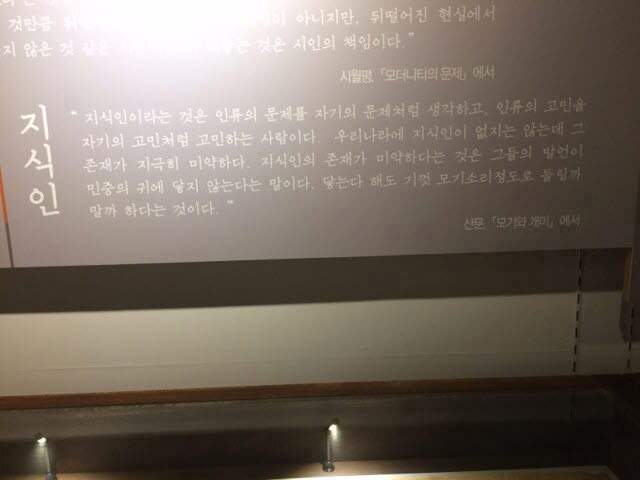 것만큼 아니지만, 뒤떨어진 현실에서
지 않은 것 같은 것은 시인의 책임이다."
시월평, 「모더니티의 문제」에서
지식인
" 지식인이라는 것은 인류의 문제를 자기의 문제처럼 생각하고, 인류의 고민을
자기의 고민처럼 고민하는 사람이다. 우리나라에 지식인이 없지는 않는데 그
존재가 지극히 미약하다. 지식인의 존재가 미약하다는 것은 그들의 발언이
민중의 귀에 닿지 않는다는 말이다. 닿는다 해도 기껏 모기소리정도로 들릴까
말까 하다는 것이다. "
산문, 「모기와 개미」에서